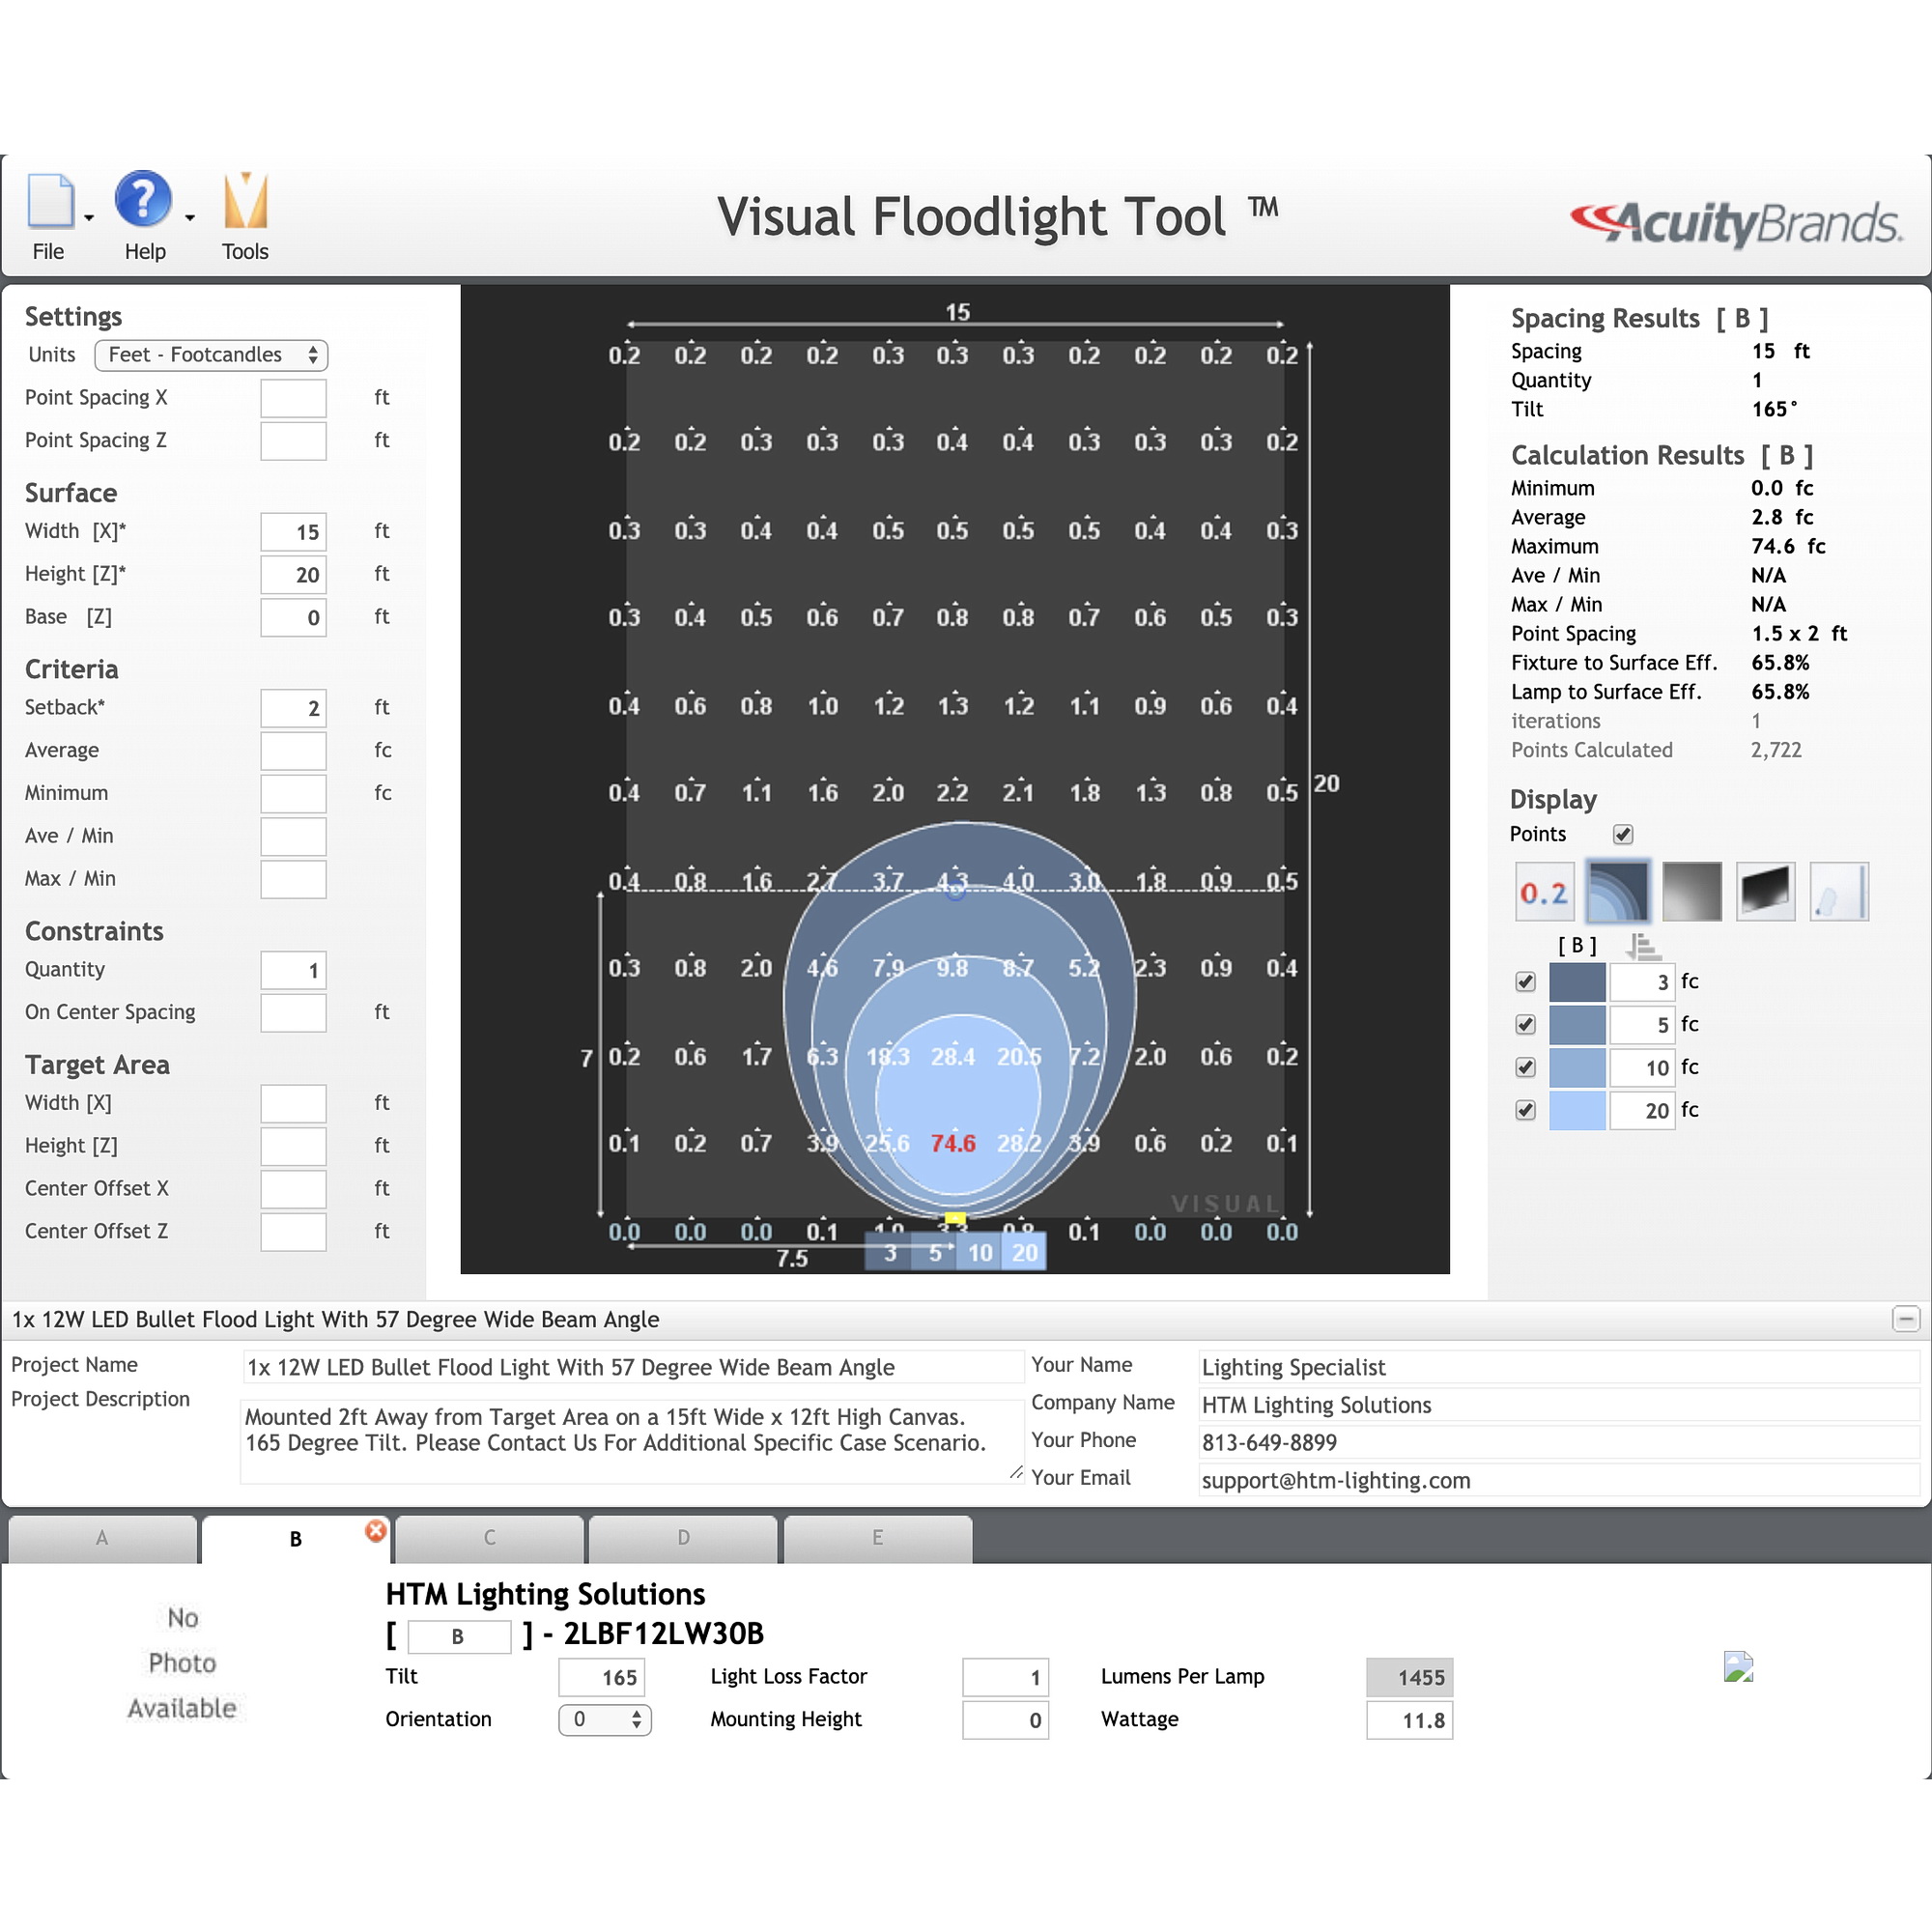 File
Help
Tools
Visual Floodlight Tool ™
AcuityBrands.
Settings
Units Feet - Footcandles
Point Spacing X ft
Point Spacing Z ft
Surface
Width [X]* 15 ft
Height [Z]* 20 ft
Base [Z] 0 ft
Criteria
Setback* 2 ft
Average fc
Minimum fc
Ave / Min
Max / Min
Constraints
Quantity 1
On Center Spacing ft
Target Area
Width [X] ft
Height [Z] ft
Center Offset X ft
Center Offset Z ft
15
0.2 0.2 0.2 0.2 0.3 0.3 0.3 0.2 0.2 0.2 0.2
0.2 0.2 0.3 0.3 0.3 0.4 0.4 0.3 0.3 0.3 0.2
0.3 0.3 0.4 0.4 0.5 0.5 0.5 0.5 0.4 0.4 0.3
0.3 0.4 0.5 0.6 0.7 0.8 0.8 0.7 0.6 0.5 0.3
0.4 0.6 0.8 1.0 1.2 1.3 1.2 1.1 0.9 0.6 0.4
0.4 0.7 1.1 1.6 2.0 2.2 2.1 1.8 1.3 0.8 0.5
20
0.4 0.8 1.6 2.7 3.7 4.3 4.0 3.0 1.8 0.9 0.5
0.3 0.8 2.0 4.6 7.9 9.8 8.7 5.2 2.3 0.9 0.4
7 0.2 0.6 1.7 6.3 18.3 28.4 20.5 7.2 2.0 0.6 0.2
0.1 0.2 0.7 3.9 25.6 74.6 28.2 3.9 0.6 0.2 0.1
VISUAL
0.0 0.0 0.0 0.1 1.0 3.3 0.9 0.1 0.0 0.0 0.0
7.5
3 5 10 20
Spacing Results [ B ]
Spacing 15 ft
Quantity 1
Tilt 165°
Calculation Results [ B ]
Minimum 0.0 fc
Average 2.8 fc
Maximum 74.6 fc
Ave / Min N/A
Max / Min N/A
Point Spacing 1.5 x 2 ft
Fixture to Surface Eff. 65.8%
Lamp to Surface Eff. 65.8%
iterations 1
Points Calculated 2,722
Display
Points
0.2
[ B ]
3 fc
5 fc
10 fc
20 fc
1x 12W LED Bullet Flood Light With 57 Degree Wide Beam Angle
Project Name 1x 12W LED Bullet Flood Light With 57 Degree Wide Beam Angle
Project Description Mounted 2ft Away from Target Area on a 15ft Wide x 12ft High Canvas.
165 Degree Tilt. Please Contact Us For Additional Specific Case Scenario.
Your Name Lighting Specialist
Company Name HTM Lighting Solutions
Your Phone 813-649-8899
Your Email support@htm-lighting.com
A B C D E
No
Photo
Available
HTM Lighting Solutions
[ B ] - 2LBF12LW30B
Tilt 165 Light Loss Factor 1 Lumens Per Lamp 1455
Orientation 0 Mounting Height 0 Wattage 11.8